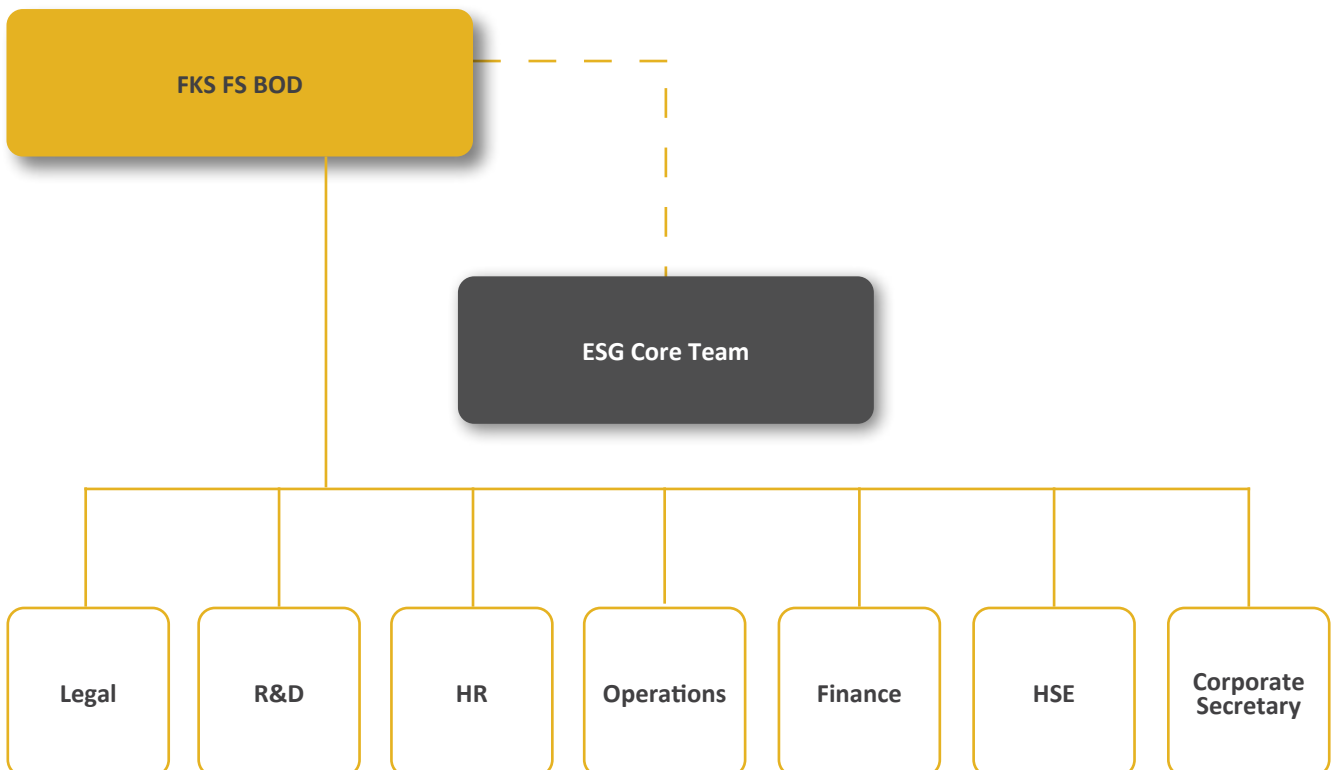 FKS FS BOD
ESG Core Team
Legal
R&D
HR
Operations
Finance
HSE
Corporate
Secretary